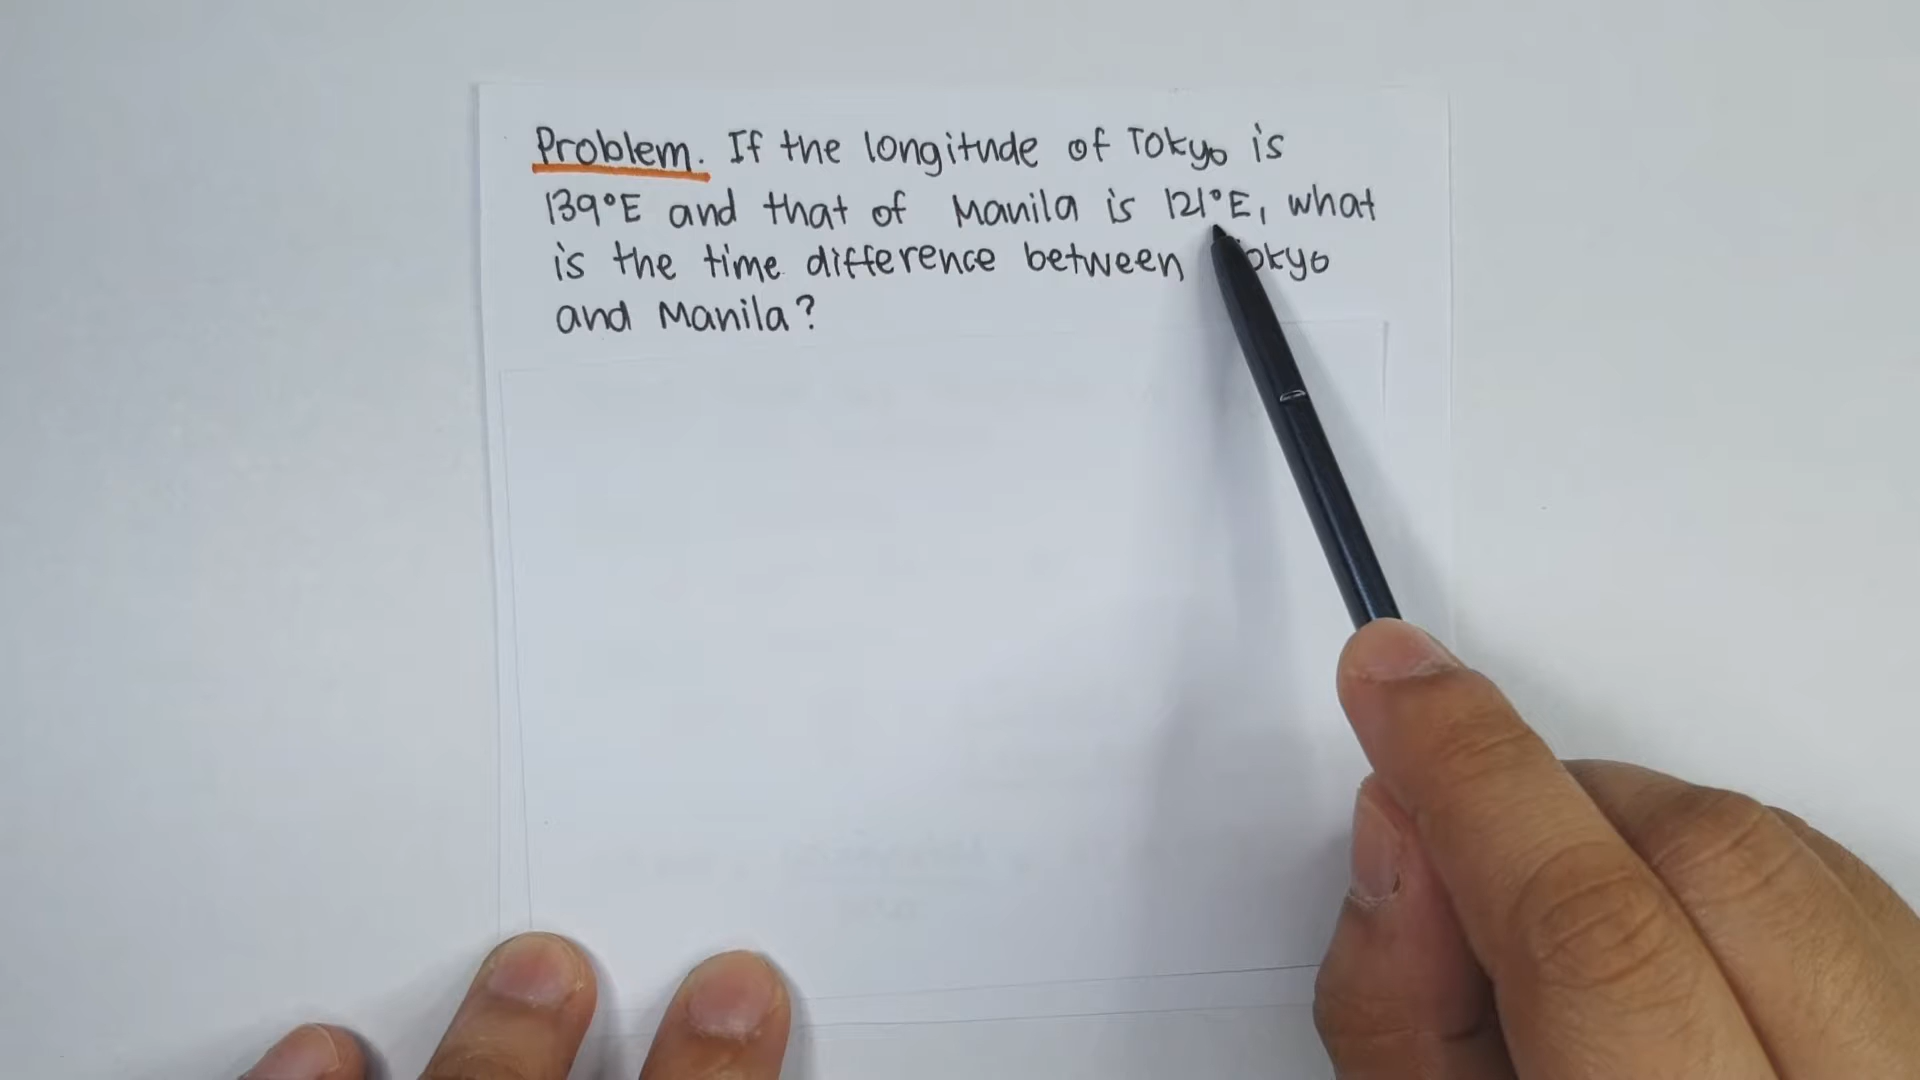 Problem. If the longitude of Tokyo is
139°E and that of Manila is 121°E, what
is the time difference between Tokyo
and Manila?